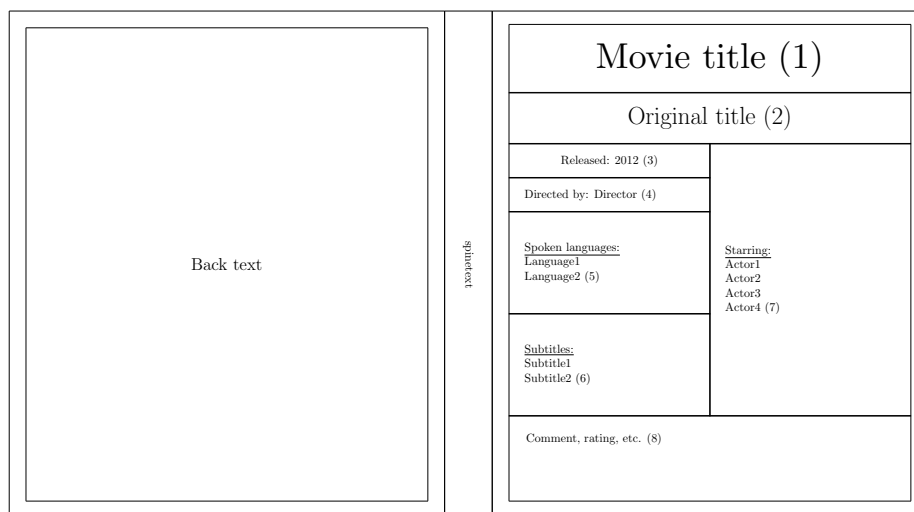 Back text
spinetext
Movie title (1)
Original title (2)
Released: 2012 (3)
Directed by: Director (4)
Spoken languages:
Language1
Language2 (5)
Subtitles:
Subtitle1
Subtitle2 (6)
Starring:
Actor1
Actor2
Actor3
Actor4 (7)
Comment, rating, etc. (8)